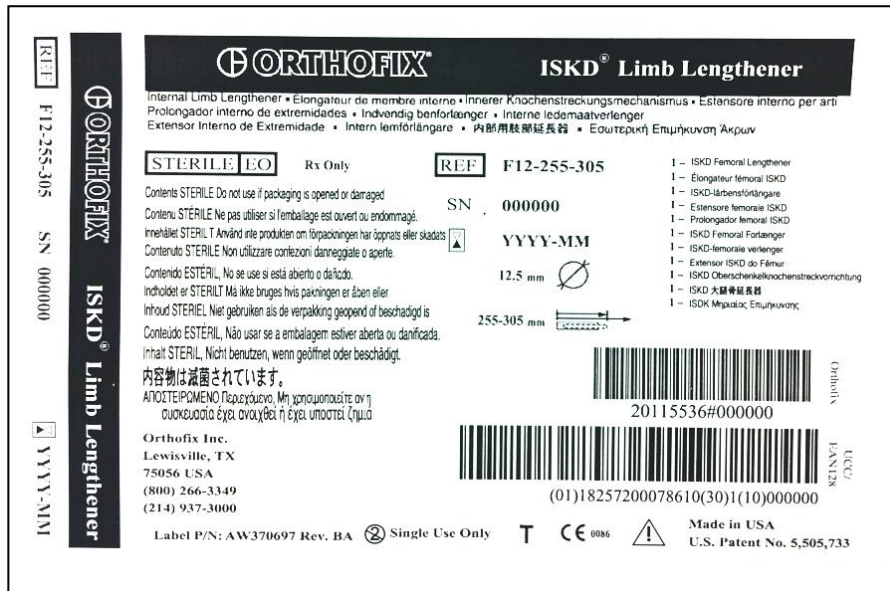 ORTHOFIX® ISKD® Limb Lengthener
Internal Limb Lengthener • Élongateur de membre interne • Innerer Knochenstreckungsmechanismus • Estensore interno per arti
Prolongador interno de extremidades • Indvendig benforlænger • Interne ledemaatverlenger
Extensor Interno de Extremidade • Intern lemförlängare • 内部用肢部延長器 • Εσωτερική Επιμήκυνση Άκρων
STERILE EO Rx Only
Contents STERILE Do not use if packaging is opened or damaged
Contenu STÉRILE Ne pas utiliser si l'emballage est ouvert ou endommagé.
Innehållet STERIL T Använd inte produkten om förpackningen har öppnats eller skadats
Contenuto STERILE Non utilizzare confezioni danneggiate o aperte.
Contenido ESTÉRIL, No se use si está abierto o dañado.
Indholdet er STERILT Må ikke bruges hvis pakningen er åben eller
Inhoud STERIEL Niet gebruiken als de verpakking geopend of beschadigd is
Conteúdo ESTÉRIL, Não usar se a embalagem estiver aberta ou danificada.
Inhalt STERIL, Nicht benutzen, wenn geöffnet oder beschädigt.
内容物は滅菌されています。
ΑΠΟΣΤΕΙΡΩΜΕΝΟ Περιεχόμενο, Μη χρησιμοποιείτε αν η
συσκευασία έχει ανοιχθεί ή έχει υποστεί ζημιά
REF F12-255-305
SN 000000
YYYY-MM
12.5 mm
255-305 mm
1 – ISKD Femoral Lengthener
1 – Élongateur fémoral ISKD
1 – ISKD-lårbensförlängare
1 – Estensore femorale ISKD
1 – Prolongador femoral ISKD
1 – ISKD Femoral Forlænger
1 – ISKD-femorale verlenger
1 – Extensor ISKD do Fémur
1 – ISKD Oberschenkelknochenstreckvorrichtung
1 – ISKD 大腿骨延長器
1 – ISDK Μηριαίος Επιμήκυνσης
20115536#000000
Orthofix
(01)18257200078610(30)1(10)000000
UCC/
EAN128
Orthofix Inc.
Lewisville, TX
75056 USA
(800) 266-3349
(214) 937-3000
Label P/N: AW370697 Rev. BA 2 Single Use Only T CE 0086 Made in USA
U.S. Patent No. 5,505,733
REF F12-255-305 SN 000000 YYYY-MM
ORTHOFIX® ISKD® Limb Lengthener